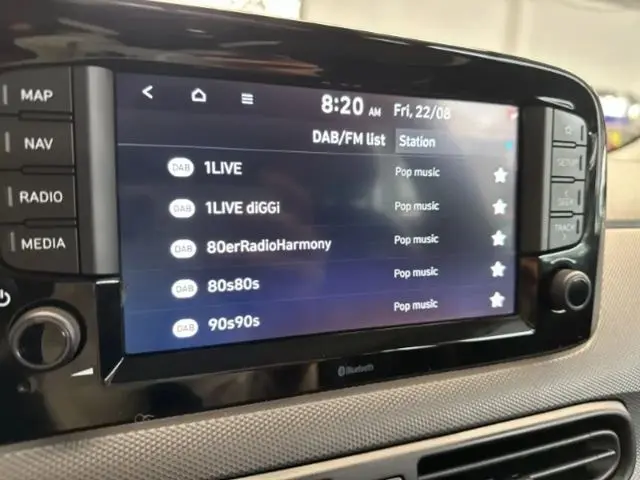 MAP
NAV
RADIO
MEDIA
8:20 AM Fri, 22/08
DAB/FM list Station
DAB 1LIVE Pop music
DAB 1LIVE diGGi Pop music
DAB 80erRadioHarmony Pop music
DAB 80s80s Pop music
DAB 90s90s Pop music
SETUP
SEEK
TRACK
Bluetooth